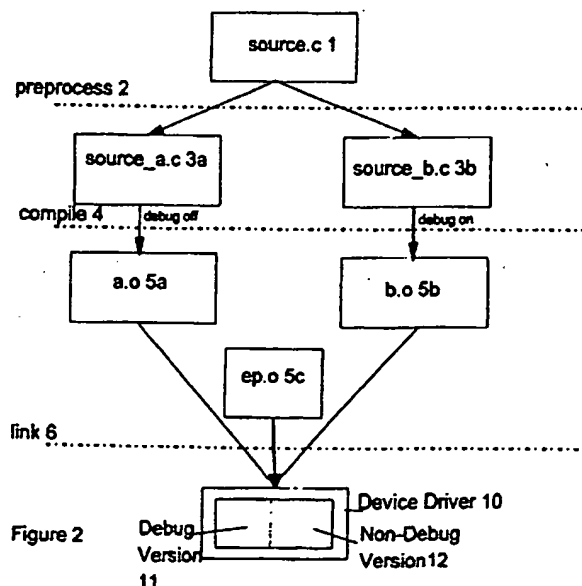 source.c 1
preprocess 2
source_a.c 3a
source_b.c 3b
compile 4
debug off
debug on
a.o 5a
b.o 5b
ep.o 5c
link 6
Device Driver 10
Figure 2
Debug
Version
11
Non-Debug
Version12